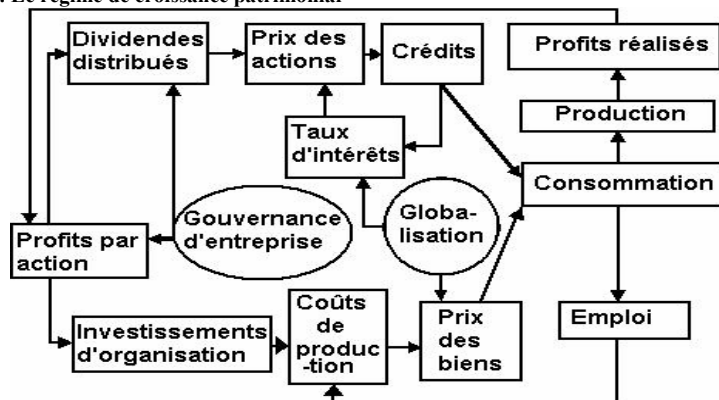 . Le régime de croissance patrimonial
Dividendes
distribués
Prix des
actions
Crédits
Profits réalisés
Production
Taux
d'intérêts
Consommation
Gouvernance
d'entreprise
Globa-
lisation
Profits par
action
Investissements
d'organisation
Coûts
de
produc
-tion
Prix
des
biens
Emploi